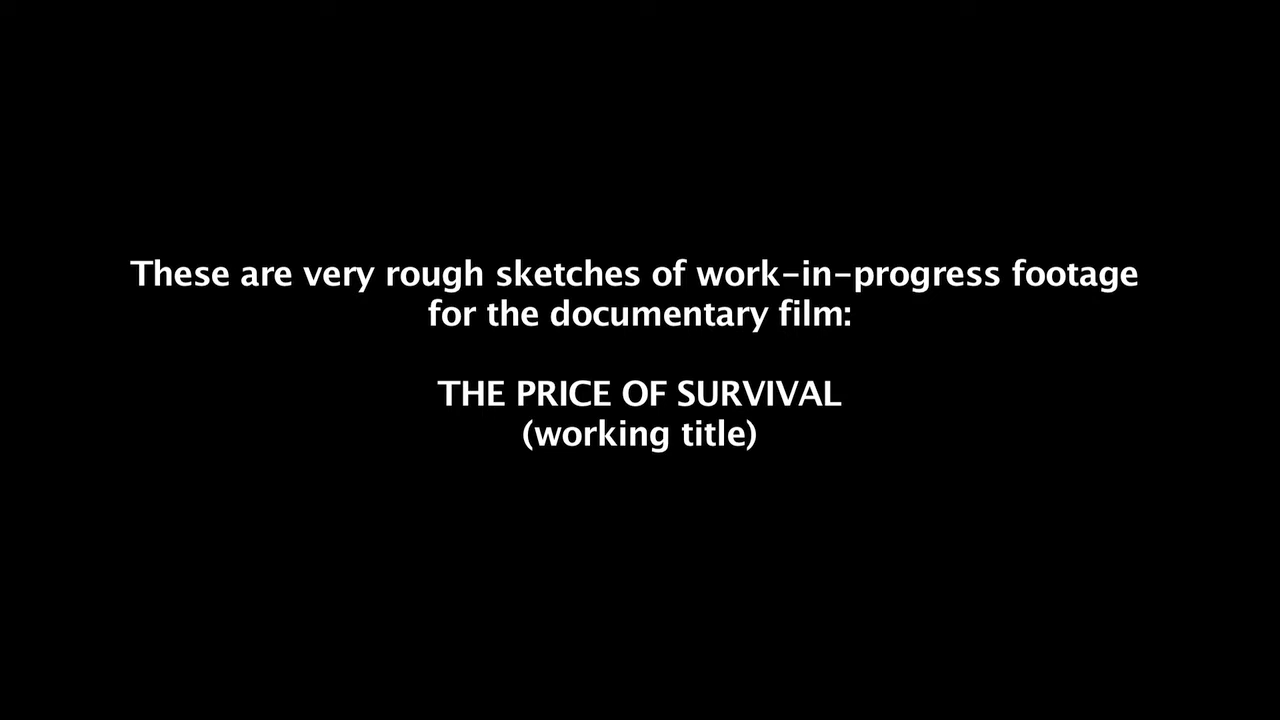 These are very rough sketches of work-in-progress footage
for the documentary film:
THE PRICE OF SURVIVAL
(working title)